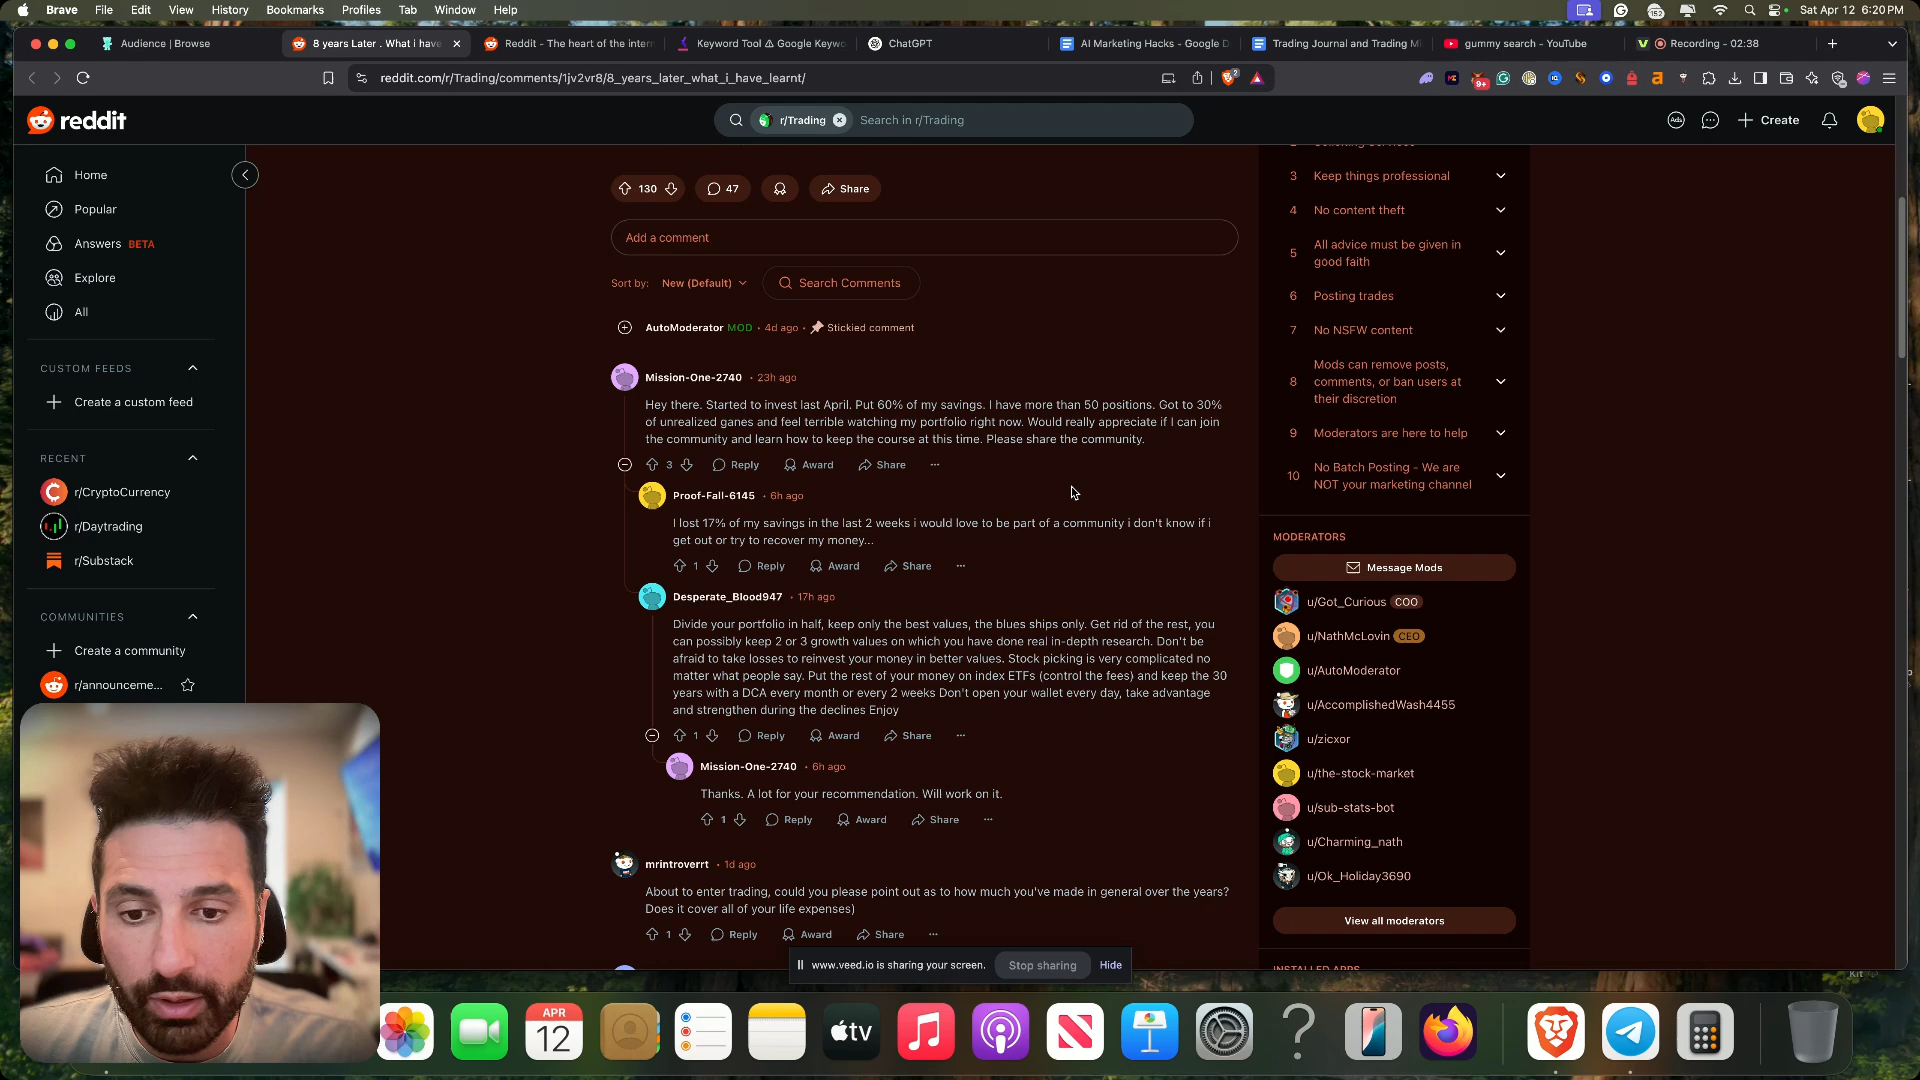 Brave File Edit View History Bookmarks Profiles Tab Window Help
152
Sat Apr 12 6:20 PM
Audience | Browse
8 years Later . What i have
Reddit - The heart of the intern
Keyword Tool ⚠ Google Keywo
ChatGPT
AI Marketing Hacks - Google D
Trading Journal and Trading M
gummy search - YouTube
Recording - 02:38
reddit.com/r/Trading/comments/1jv2vr8/8_years_later_what_i_have_learnt/
2
9+
reddit
r/Trading
Search in r/Trading
Ads
Create
Home
Popular
Answers BETA
Explore
All
CUSTOM FEEDS
Create a custom feed
RECENT
r/CryptoCurrency
r/Daytrading
r/Substack
COMMUNITIES
Create a community
r/announceme...
130
47
Share
Add a comment
Sort by: New (Default)
Search Comments
AutoModerator MOD • 4d ago • Stickied comment
Mission-One-2740 • 23h ago
Hey there. Started to invest last April. Put 60% of my savings. I have more than 50 positions. Got to 30%
of unrealized ganes and feel terrible watching my portfolio right now. Would really appreciate if I can join
the community and learn how to keep the course at this time. Please share the community.
3 Reply Award Share ...
Proof-Fall-6145 • 6h ago
I lost 17% of my savings in the last 2 weeks i would love to be part of a community i don't know if i
get out or try to recover my money...
1 Reply Award Share ...
Desperate_Blood947 • 17h ago
Divide your portfolio in half, keep only the best values, the blues ships only. Get rid of the rest, you
can possibly keep 2 or 3 growth values on which you have done real in-depth research. Don't be
afraid to take losses to reinvest your money in better values. Stock picking is very complicated no
matter what people say. Put the rest of your money on index ETFs (control the fees) and keep the 30
years with a DCA every month or every 2 weeks Don't open your wallet every day, take advantage
and strengthen during the declines Enjoy
1 Reply Award Share ...
Mission-One-2740 • 6h ago
Thanks. A lot for your recommendation. Will work on it.
1 Reply Award Share ...
mrintroverrt • 1d ago
About to enter trading, could you please point out as to how much you've made in general over the years?
Does it cover all of your life expenses)
1 Reply Award Share ...
www.veed.io is sharing your screen. Stop sharing Hide
3 Keep things professional
4 No content theft
5 All advice must be given in
good faith
6 Posting trades
7 No NSFW content
8 Mods can remove posts,
comments, or ban users at
their discretion
9 Moderators are here to help
10 No Batch Posting - We are
NOT your marketing channel
MODERATORS
Message Mods
u/Got_Curious COO
u/NathMcLovin CEO
u/AutoModerator
u/AccomplishedWash4455
u/zicxor
u/the-stock-market
u/sub-stats-bot
u/Charming_nath
u/Ok_Holiday3690
View all moderators
Kit
APR
12
tv